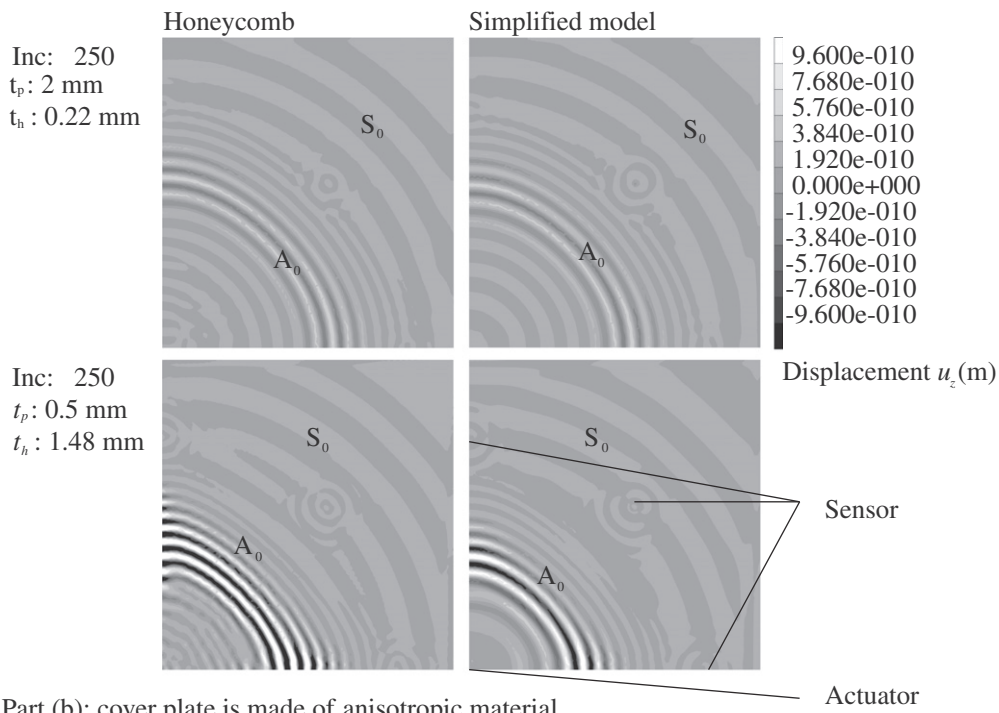 Honeycomb Simplified model
Inc: 250
tₚ: 2 mm
tₕ : 0.22 mm
S₀
A₀
S₀
A₀
9.600e-010
7.680e-010
5.760e-010
3.840e-010
1.920e-010
0.000e+000
-1.920e-010
-3.840e-010
-5.760e-010
-7.680e-010
-9.600e-010
Displacement u_z(m)
Inc: 250
tₚ: 0.5 mm
tₕ : 1.48 mm
S₀
A₀
S₀
A₀
Sensor
Actuator
Part (b): cover plate is made of anisotropic material